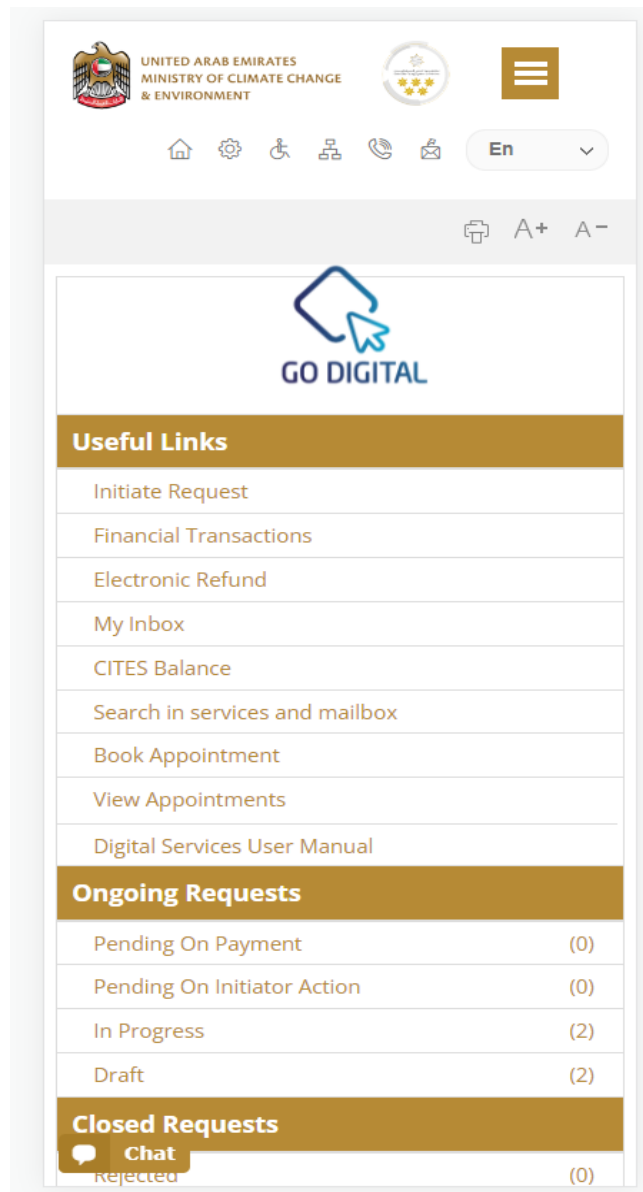 UNITED ARAB EMIRATES
MINISTRY OF CLIMATE CHANGE
& ENVIRONMENT
En
A+ A-
GO DIGITAL
Useful Links
Initiate Request
Financial Transactions
Electronic Refund
My Inbox
CITES Balance
Search in services and mailbox
Book Appointment
View Appointments
Digital Services User Manual
Ongoing Requests
Pending On Payment (0)
Pending On Initiator Action (0)
In Progress (2)
Draft (2)
Closed Requests
Chat
Rejected (0)